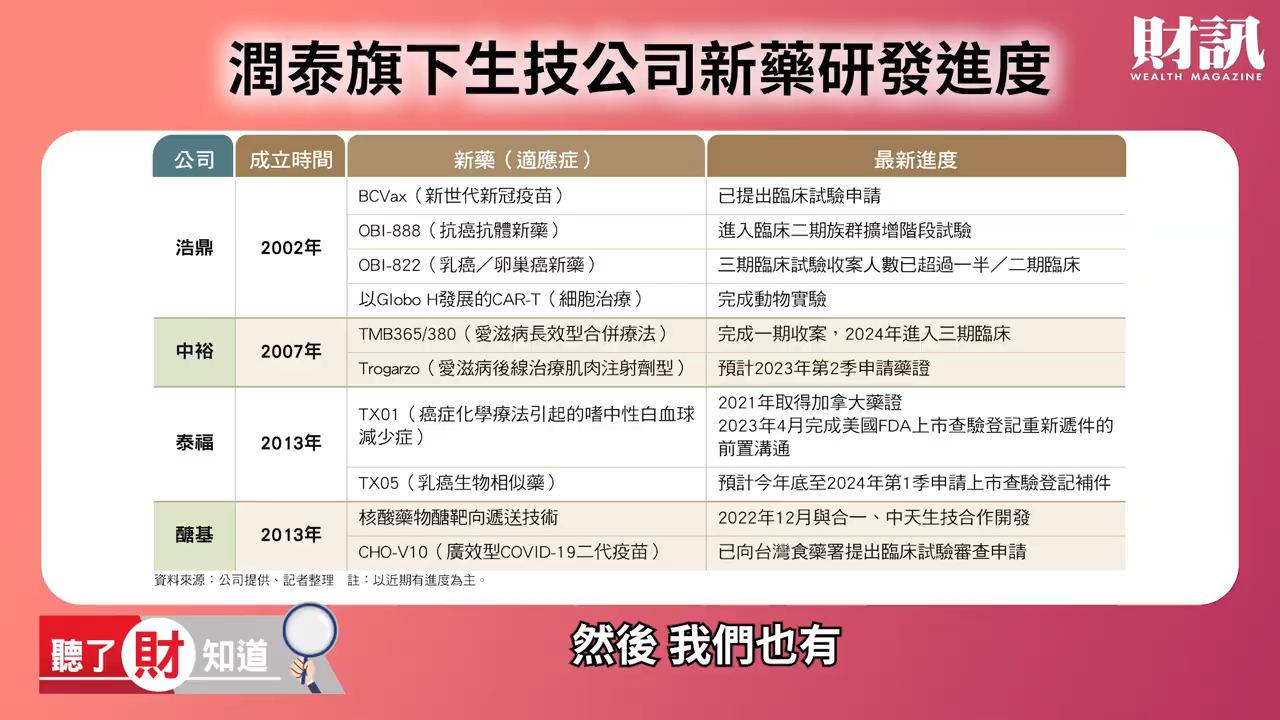 潤泰旗下生技公司新藥研發進度
財訊
WEALTH MAGAZINE
公司 成立時間 新藥（適應症） 最新進度
浩鼎 2002年
BCVax（新世代新冠疫苗） 已提出臨床試驗申請
OBI-888（抗癌抗體新藥） 進入臨床二期族群擴增階段試驗
OBI-822（乳癌／卵巢癌新藥） 三期臨床試驗收案人數已超過一半／二期臨床
以Globo H發展的CAR-T（細胞治療） 完成動物實驗
中裕 2007年
TMB365/380（愛滋病長效型合併療法） 完成一期收案，2024年進入三期臨床
Trogarzo（愛滋病後線治療肌肉注射劑型） 預計2023年第2季申請藥證
泰福 2013年
TX01（癌症化學療法引起的嗜中性白血球
減少症）
2021年取得加拿大藥證
2023年4月完成美國FDA上市查驗登記重新遞件的
前置溝通
TX05（乳癌生物相似藥） 預計今年底至2024年第1季申請上市查驗登記補件
醣基 2013年
核酸藥物醣靶向遞送技術 2022年12月與合一、中天生技合作開發
CHO-V10（廣效型COVID-19二代疫苗） 已向台灣食藥署提出臨床試驗審查申請
資料來源：公司提供、記者整理 註：以近期有進度為主。
聽了財知道
然後 我們也有